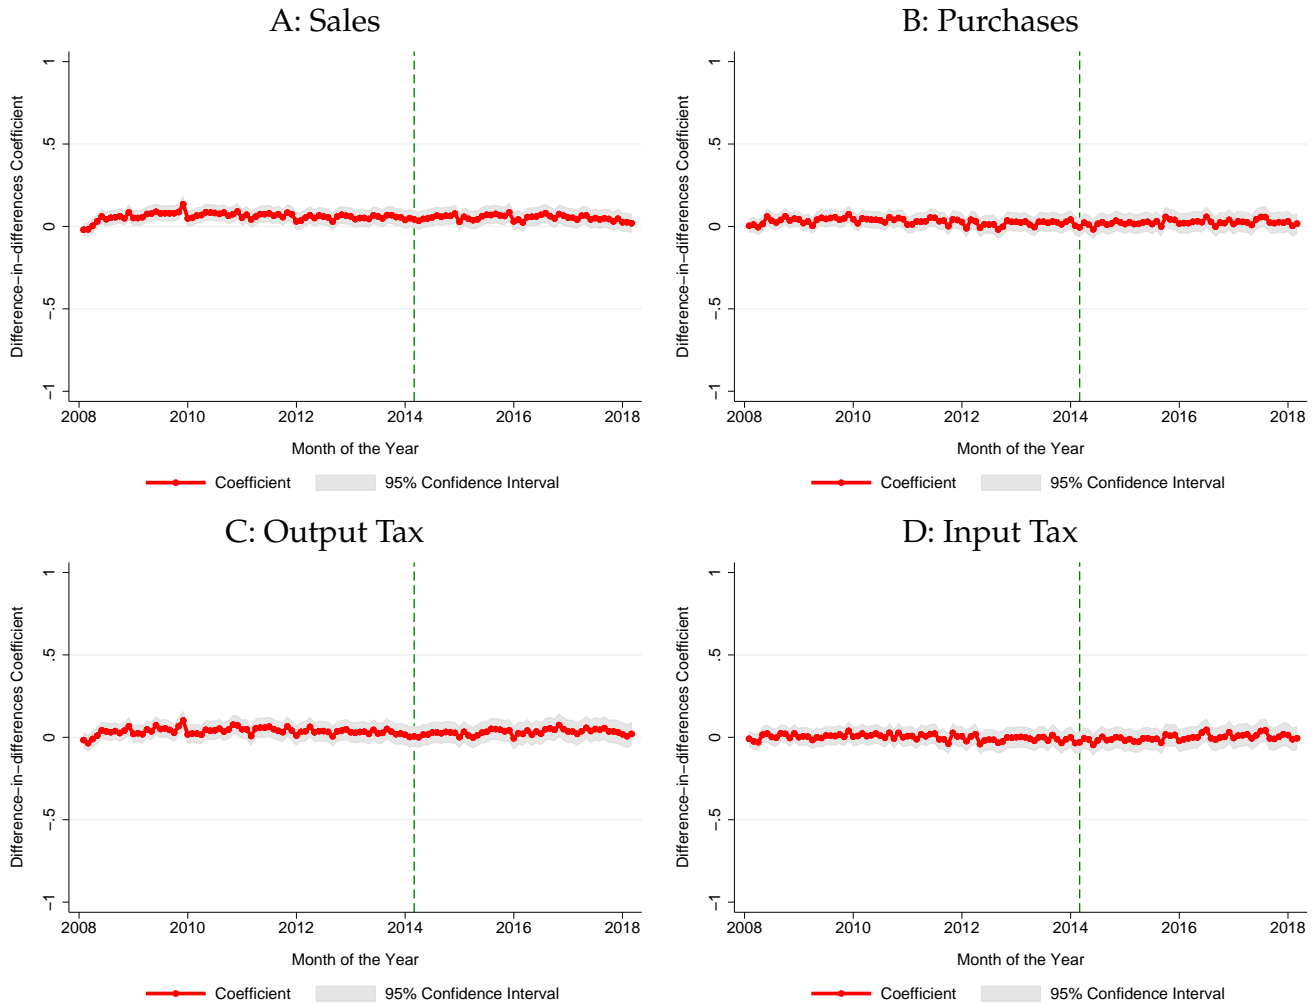 A: Sales
Difference-in-differences Coefficient
1
.5
0
-.5
-1
2008 2010 2012 2014 2016 2018
Month of the Year
Coefficient 95% Confidence Interval
B: Purchases
Difference-in-differences Coefficient
1
.5
0
-.5
-1
2008 2010 2012 2014 2016 2018
Month of the Year
Coefficient 95% Confidence Interval
C: Output Tax
Difference-in-differences Coefficient
1
.5
0
-.5
-1
2008 2010 2012 2014 2016 2018
Month of the Year
Coefficient 95% Confidence Interval
D: Input Tax
Difference-in-differences Coefficient
1
.5
0
-.5
-1
2008 2010 2012 2014 2016 2018
Month of the Year
Coefficient 95% Confidence Interval